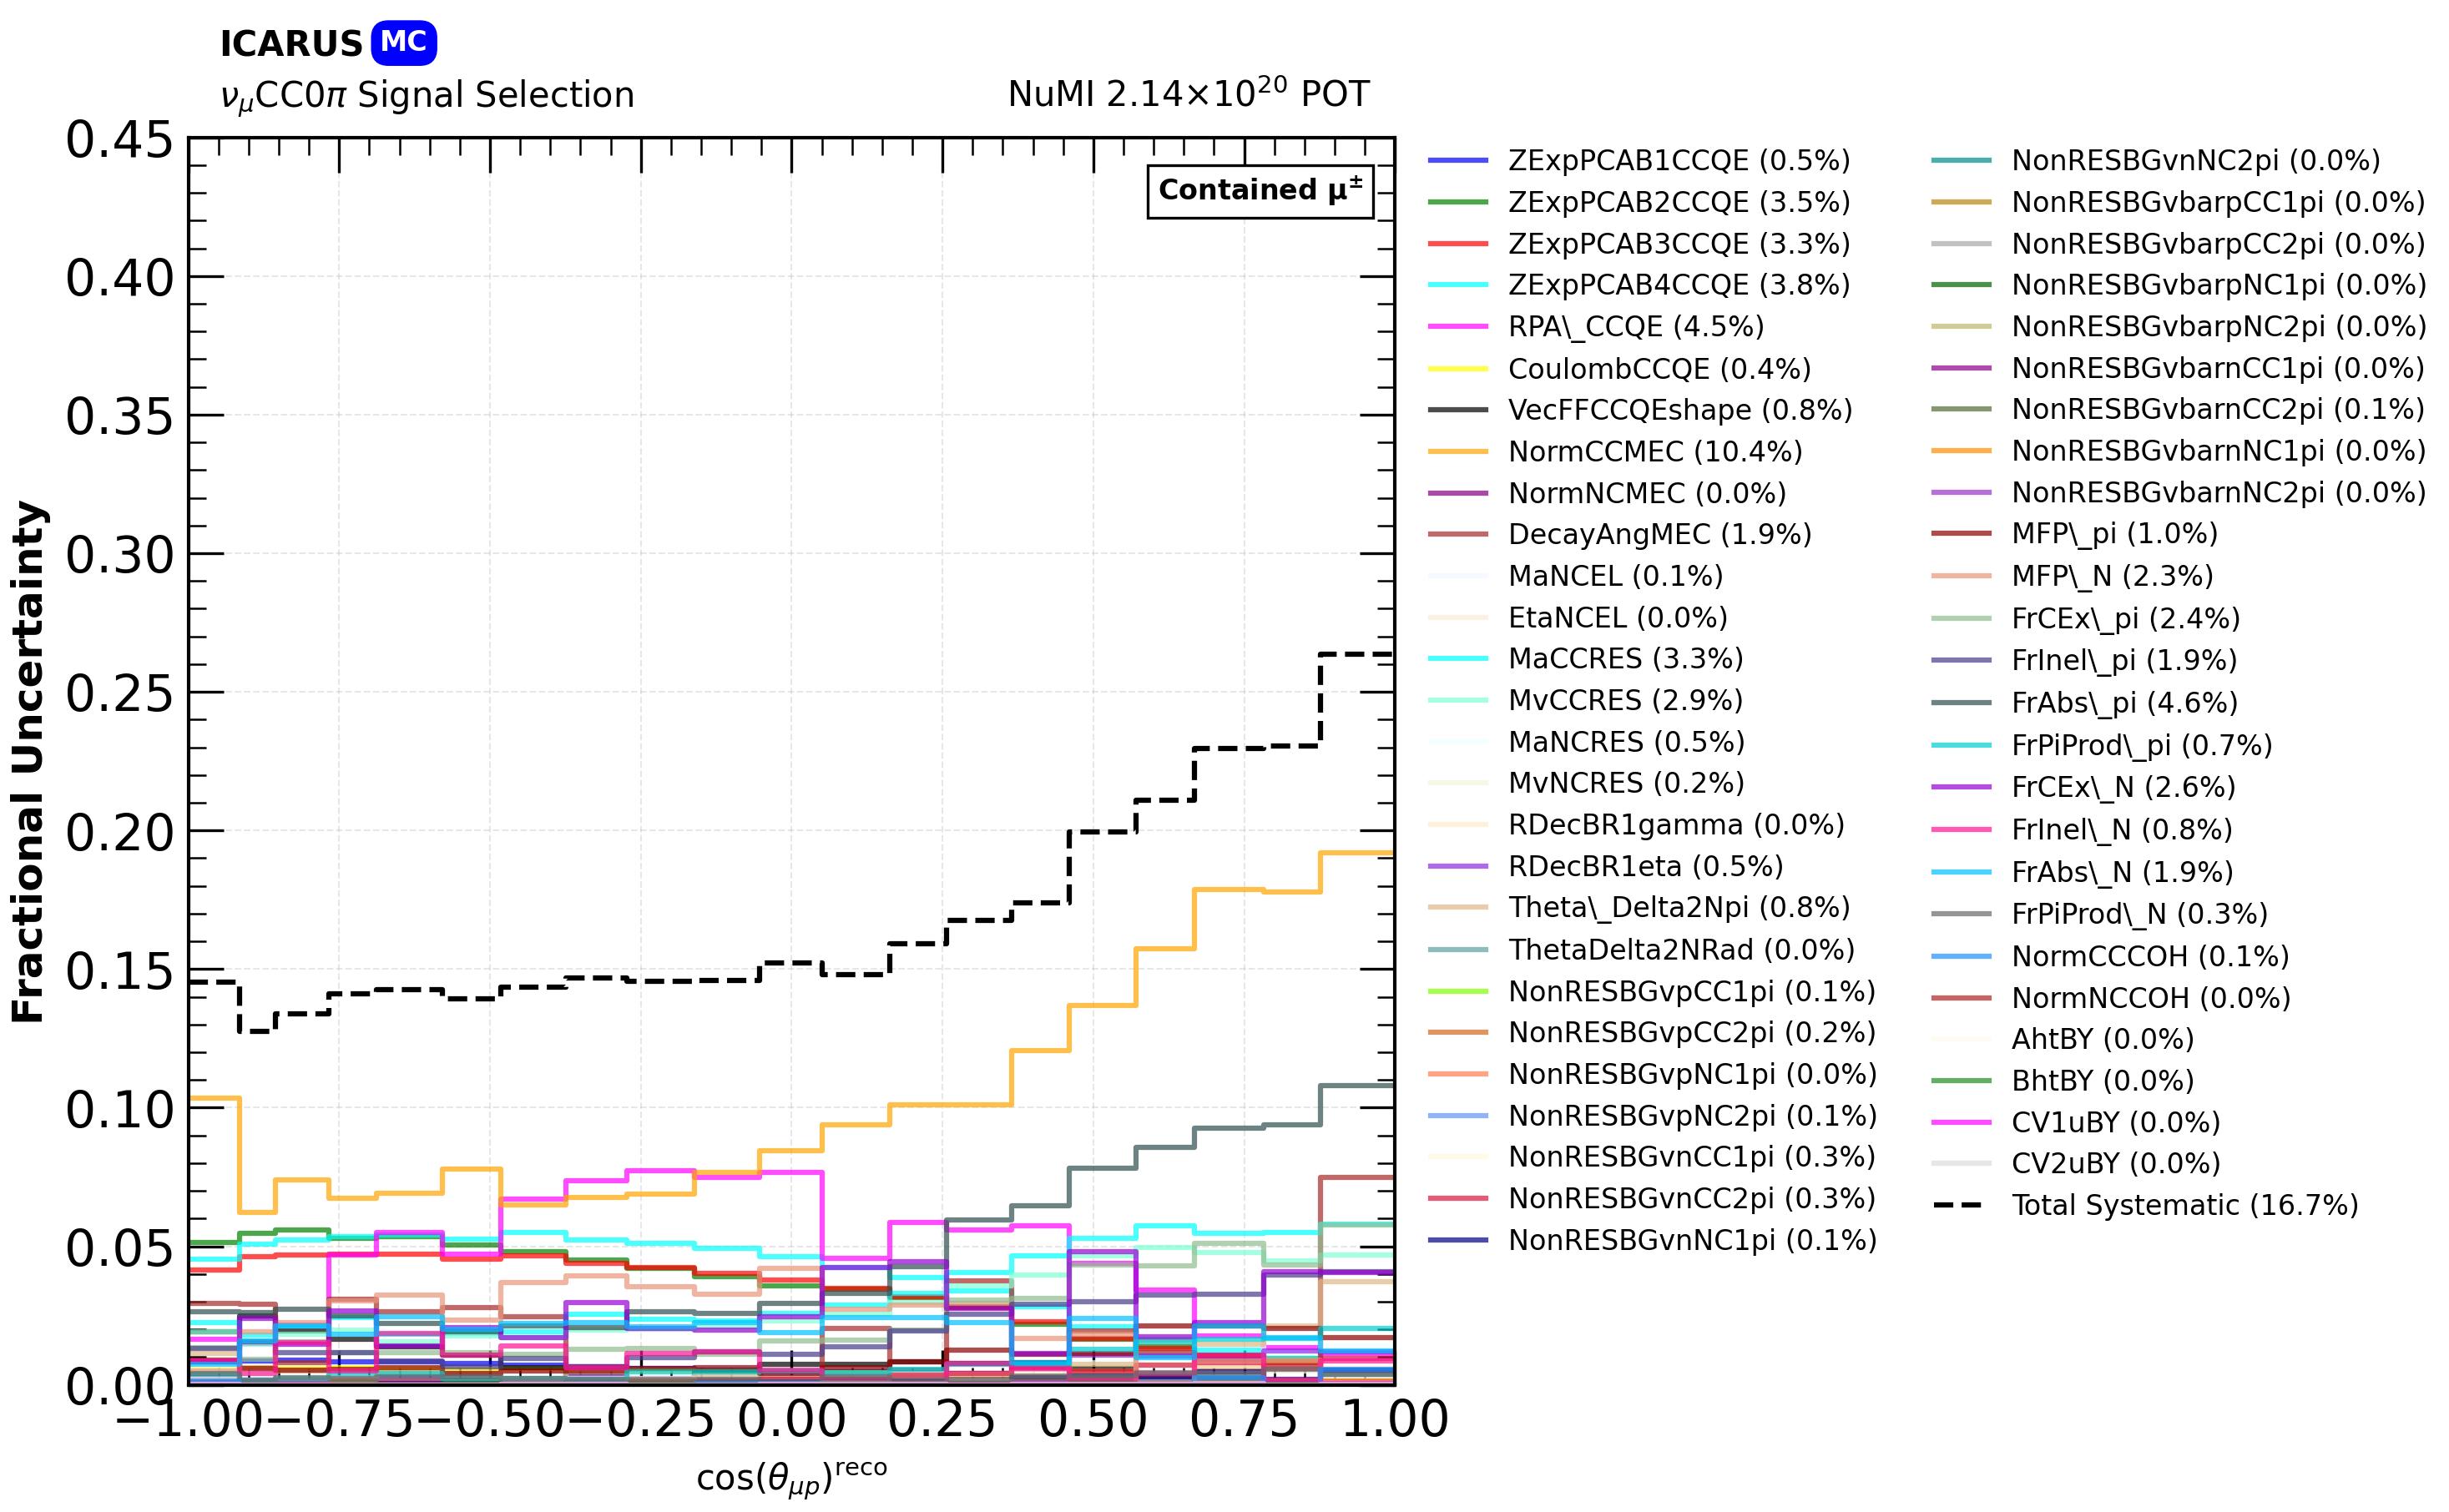 ICARUS MC
νμCC0π Signal Selection
NuMI 2.14×10²⁰ POT
Contained μ±
Fractional Uncertainty
0.45
0.40
0.35
0.30
0.25
0.20
0.15
0.10
0.05
0.00
−1.00 −0.75 −0.50 −0.25 0.00 0.25 0.50 0.75 1.00
cos(θμp)reco
ZExpPCAB1CCQE (0.5%)
ZExpPCAB2CCQE (3.5%)
ZExpPCAB3CCQE (3.3%)
ZExpPCAB4CCQE (3.8%)
RPA\_CCQE (4.5%)
CoulombCCQE (0.4%)
VecFFCCQEshape (0.8%)
NormCCMEC (10.4%)
NormNCMEC (0.0%)
DecayAngMEC (1.9%)
MaNCEL (0.1%)
EtaNCEL (0.0%)
MaCCRES (3.3%)
MvCCRES (2.9%)
MaNCRES (0.5%)
MvNCRES (0.2%)
RDecBR1gamma (0.0%)
RDecBR1eta (0.5%)
Theta\_Delta2Npi (0.8%)
ThetaDelta2NRad (0.0%)
NonRESBGvpCC1pi (0.1%)
NonRESBGvpCC2pi (0.2%)
NonRESBGvpNC1pi (0.0%)
NonRESBGvpNC2pi (0.1%)
NonRESBGvnCC1pi (0.3%)
NonRESBGvnCC2pi (0.3%)
NonRESBGvnNC1pi (0.1%)
NonRESBGvnNC2pi (0.0%)
NonRESBGvbarpCC1pi (0.0%)
NonRESBGvbarpCC2pi (0.0%)
NonRESBGvbarpNC1pi (0.0%)
NonRESBGvbarpNC2pi (0.0%)
NonRESBGvbarnCC1pi (0.0%)
NonRESBGvbarnCC2pi (0.1%)
NonRESBGvbarnNC1pi (0.0%)
NonRESBGvbarnNC2pi (0.0%)
MFP\_pi (1.0%)
MFP\_N (2.3%)
FrCEx\_pi (2.4%)
FrInel\_pi (1.9%)
FrAbs\_pi (4.6%)
FrPiProd\_pi (0.7%)
FrCEx\_N (2.6%)
FrInel\_N (0.8%)
FrAbs\_N (1.9%)
FrPiProd\_N (0.3%)
NormCCCOH (0.1%)
NormNCCOH (0.0%)
AhtBY (0.0%)
BhtBY (0.0%)
CV1uBY (0.0%)
CV2uBY (0.0%)
Total Systematic (16.7%)